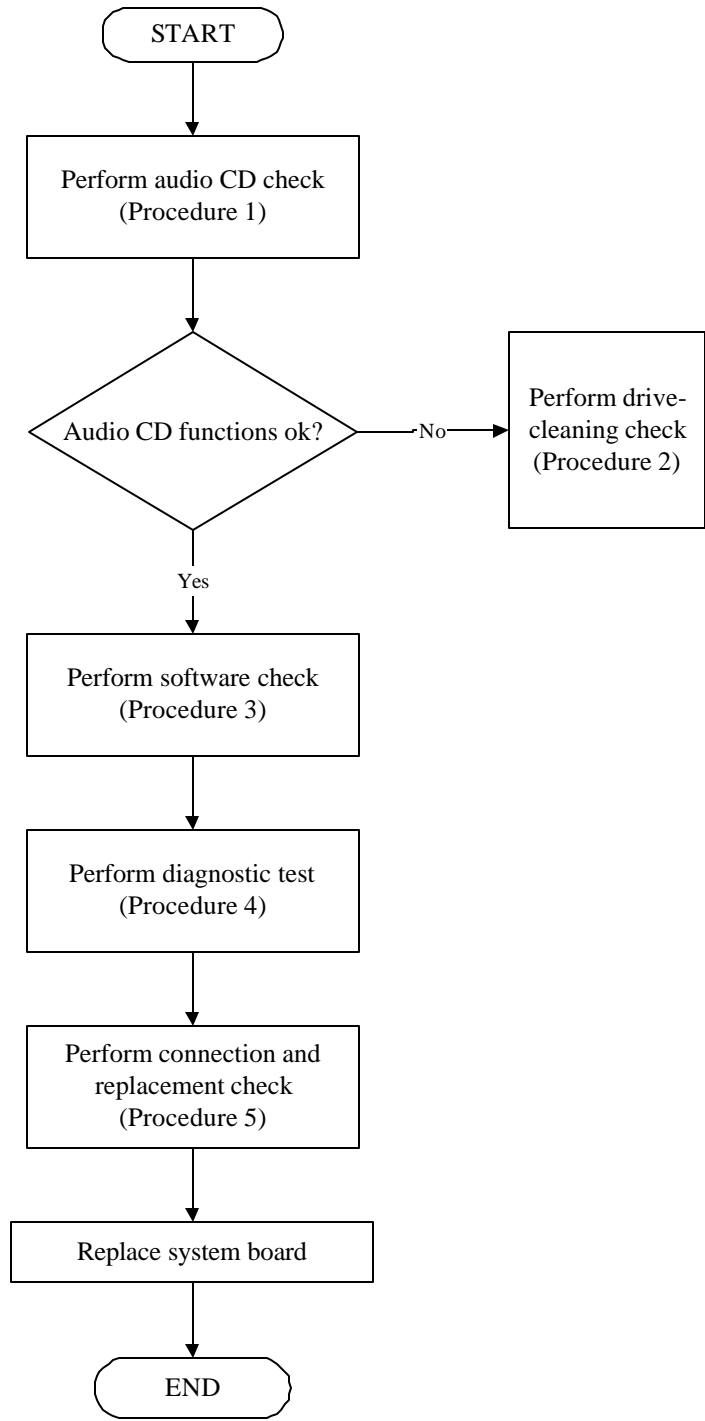 START
Perform audio CD check
(Procedure 1)
Audio CD functions ok?
No
Perform drive-
cleaning check
(Procedure 2)
Yes
Perform software check
(Procedure 3)
Perform diagnostic test
(Procedure 4)
Perform connection and
replacement check
(Procedure 5)
Replace system board
END